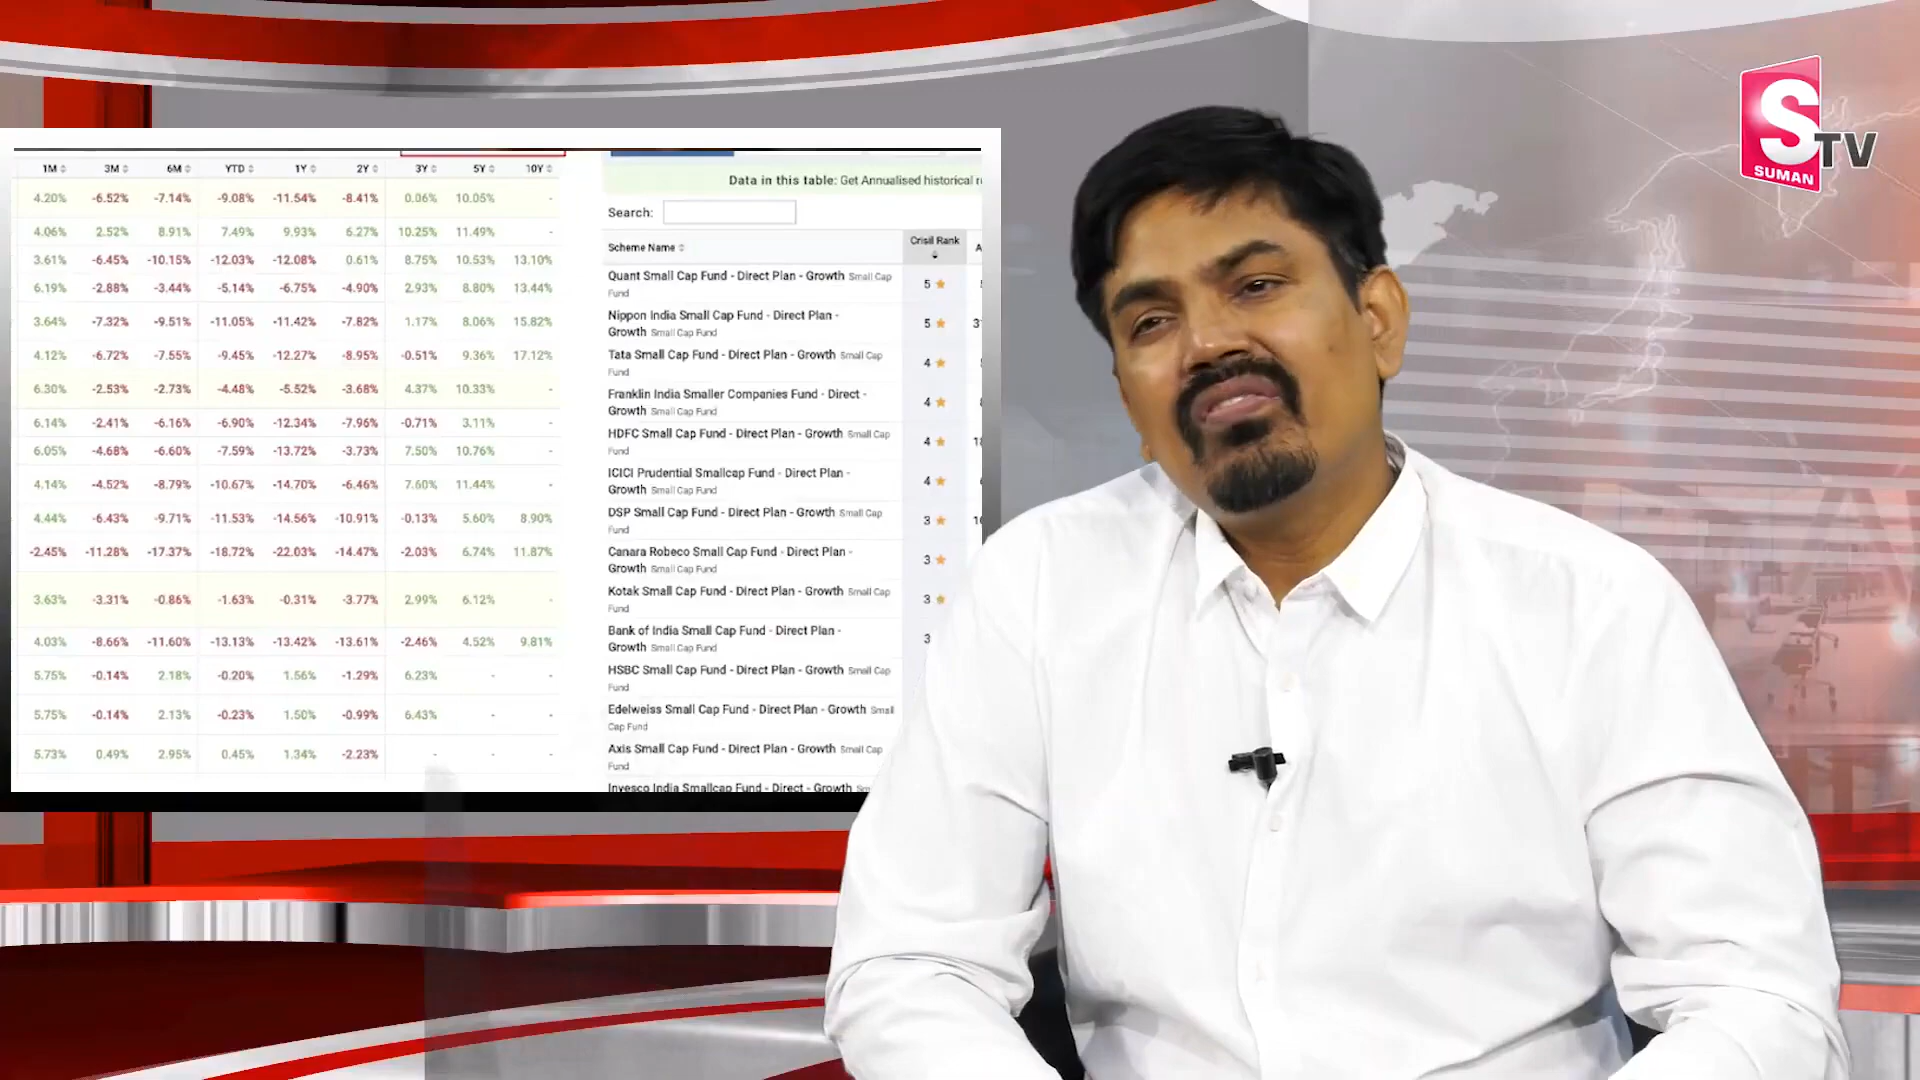 1M 3M 6M YTD 1Y 2Y 3Y 5Y 10Y
4.20% -6.52% -7.14% -9.08% -11.54% -8.41% 0.06% 10.05% -
4.06% 2.52% 8.91% 7.49% 9.93% 6.27% 10.25% 11.49% -
3.61% -6.45% -10.15% -12.03% -12.08% 0.61% 8.75% 10.53% 13.10%
6.19% -2.88% -3.44% -5.14% -6.75% -4.90% 2.93% 8.80% 13.44%
3.64% -7.32% -9.51% -11.05% -11.42% -7.82% 1.17% 8.06% 15.82%
4.12% -6.72% -7.55% -9.45% -12.27% -8.95% -0.51% 9.36% 17.12%
6.30% -2.53% -2.73% -4.48% -5.52% -3.68% 4.37% 10.33% -
6.14% -2.41% -6.16% -6.90% -12.34% -7.96% -0.71% 3.11% -
6.05% -4.68% -6.60% -7.59% -13.72% -3.73% 7.50% 10.76% -
4.14% -4.52% -8.79% -10.67% -14.70% -6.46% 7.60% 11.44% -
4.44% -6.43% -9.71% -11.53% -14.56% -10.91% -0.13% 5.60% 8.90%
-2.45% -11.28% -17.37% -18.72% -22.03% -14.47% -2.03% 6.74% 11.87%
3.63% -3.31% -0.86% -1.63% -0.31% -3.77% 2.99% 6.12% -
4.03% -8.66% -11.60% -13.13% -13.42% -13.61% -2.46% 4.52% 9.81%
5.75% -0.14% 2.18% -0.20% 1.56% -1.29% 6.23% - -
5.75% -0.14% 2.13% -0.23% 1.50% -0.99% 6.43% - -
5.73% 0.49% 2.95% 0.45% 1.34% -2.23% - - -
Data in this table: Get Annualised historical
Search:
Scheme Name Crisil Rank A
Quant Small Cap Fund - Direct Plan - Growth Small Cap
Fund 5
Nippon India Small Cap Fund - Direct Plan -
Growth Small Cap Fund 5
Tata Small Cap Fund - Direct Plan - Growth Small Cap
Fund 4
Franklin India Smaller Companies Fund - Direct -
Growth Small Cap Fund 4
HDFC Small Cap Fund - Direct Plan - Growth Small Cap
Fund 4
ICICI Prudential Smallcap Fund - Direct Plan -
Growth Small Cap Fund 4
DSP Small Cap Fund - Direct Plan - Growth Small Cap
Fund 3
Canara Robeco Small Cap Fund - Direct Plan -
Growth Small Cap Fund 3
Kotak Small Cap Fund - Direct Plan - Growth Small Cap
Fund 3
Bank of India Small Cap Fund - Direct Plan -
Growth Small Cap Fund 3
HSBC Small Cap Fund - Direct Plan - Growth Small Cap
Fund
Edelweiss Small Cap Fund - Direct Plan - Growth Small
Cap Fund
Axis Small Cap Fund - Direct Plan - Growth Small Cap
Fund
Invesco India Smallcap Fund - Direct - Growth
S TV
SUMAN